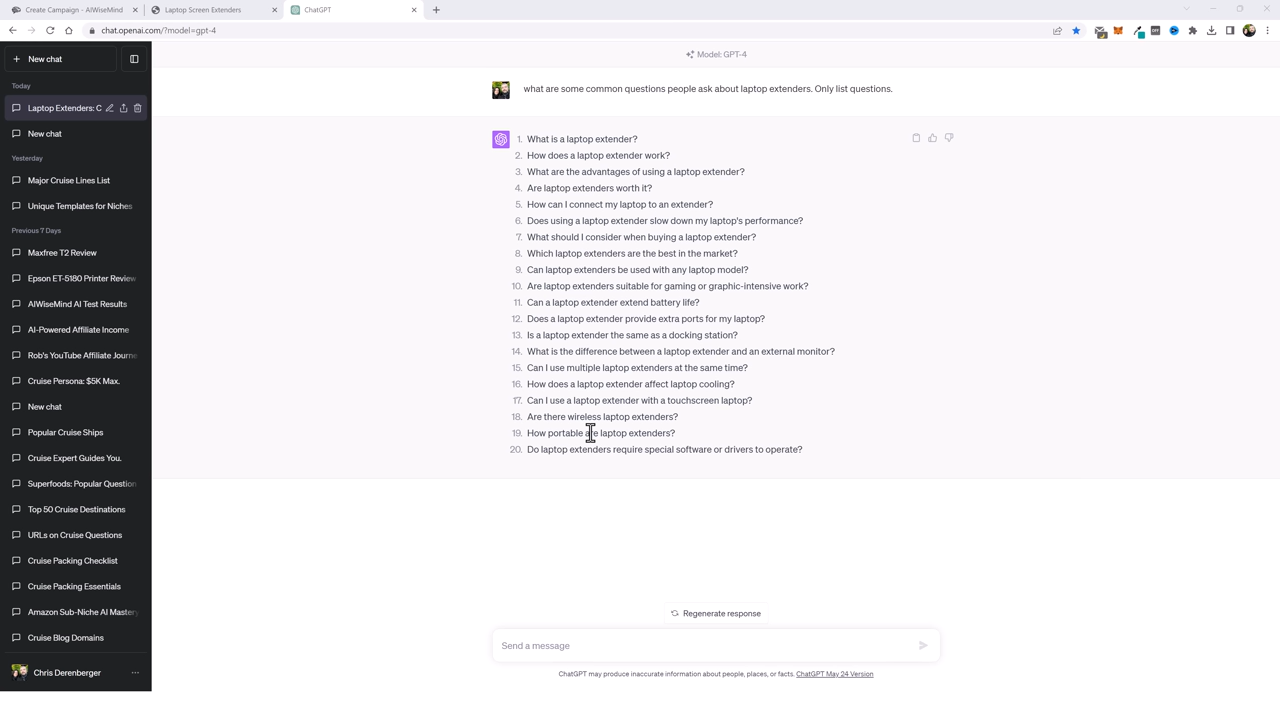 Create Campaign - AIWiseMind
Laptop Screen Extenders
ChatGPT
chat.openai.com/?model=gpt-4
New chat
Today
Laptop Extenders: C
New chat
Yesterday
Major Cruise Lines List
Unique Templates for Niches
Previous 7 Days
Maxfree T2 Review
Epson ET-5180 Printer Review
AIWiseMind AI Test Results
AI-Powered Affiliate Income
Rob's YouTube Affiliate Journe
Cruise Persona: $5K Max.
New chat
Popular Cruise Ships
Cruise Expert Guides You.
Superfoods: Popular Question
Top 50 Cruise Destinations
URLs on Cruise Questions
Cruise Packing Checklist
Cruise Packing Essentials
Amazon Sub-Niche AI Mastery
Cruise Blog Domains
Chris Derenberger
Model: GPT-4
what are some common questions people ask about laptop extenders. Only list questions.
1. What is a laptop extender?
2. How does a laptop extender work?
3. What are the advantages of using a laptop extender?
4. Are laptop extenders worth it?
5. How can I connect my laptop to an extender?
6. Does using a laptop extender slow down my laptop's performance?
7. What should I consider when buying a laptop extender?
8. Which laptop extenders are the best in the market?
9. Can laptop extenders be used with any laptop model?
10. Are laptop extenders suitable for gaming or graphic-intensive work?
11. Can a laptop extender extend battery life?
12. Does a laptop extender provide extra ports for my laptop?
13. Is a laptop extender the same as a docking station?
14. What is the difference between a laptop extender and an external monitor?
15. Can I use multiple laptop extenders at the same time?
16. How does a laptop extender affect laptop cooling?
17. Can I use a laptop extender with a touchscreen laptop?
18. Are there wireless laptop extenders?
19. How portable are laptop extenders?
20. Do laptop extenders require special software or drivers to operate?
Regenerate response
Send a message
ChatGPT may produce inaccurate information about people, places, or facts. ChatGPT May 24 Version